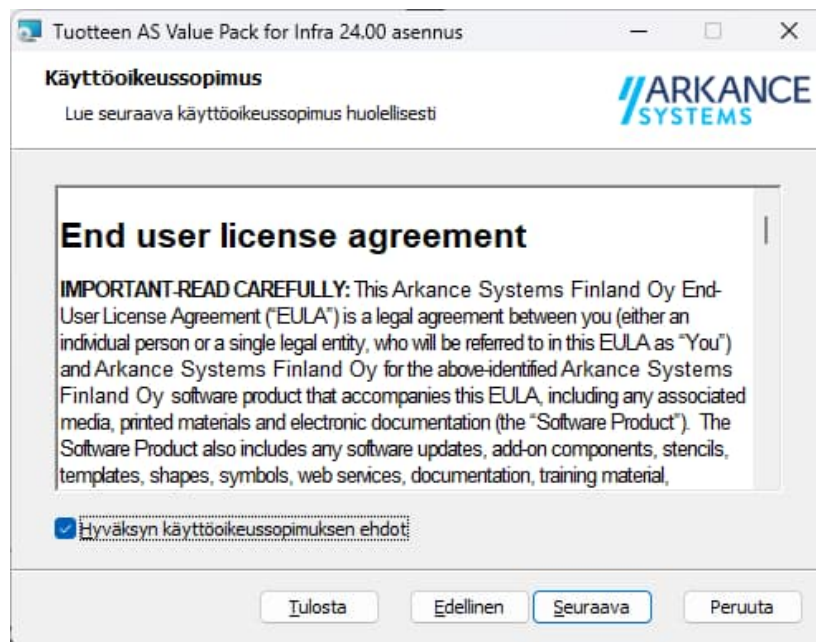 Tuotteen AS Value Pack for Infra 24.00 asennus
Käyttöoikeussopimus
Lue seuraava käyttöoikeussopimus huolellisesti
ARKANCE
SYSTEMS
End user license agreement
IMPORTANT-READ CAREFULLY: This Arkance Systems Finland Oy End-
User License Agreement (“EULA”) is a legal agreement between you (either an
individual person or a single legal entity, who will be referred to in this EULA as “You”)
and Arkance Systems Finland Oy for the above-identified Arkance Systems
Finland Oy software product that accompanies this EULA, including any associated
media, printed materials and electronic documentation (the “Software Product”). The
Software Product also includes any software updates, add-on components, stencils,
templates, shapes, symbols, web services, documentation, training material,
Hyväksyn käyttöoikeussopimuksen ehdot
Tulosta Edellinen Seuraava Peruuta